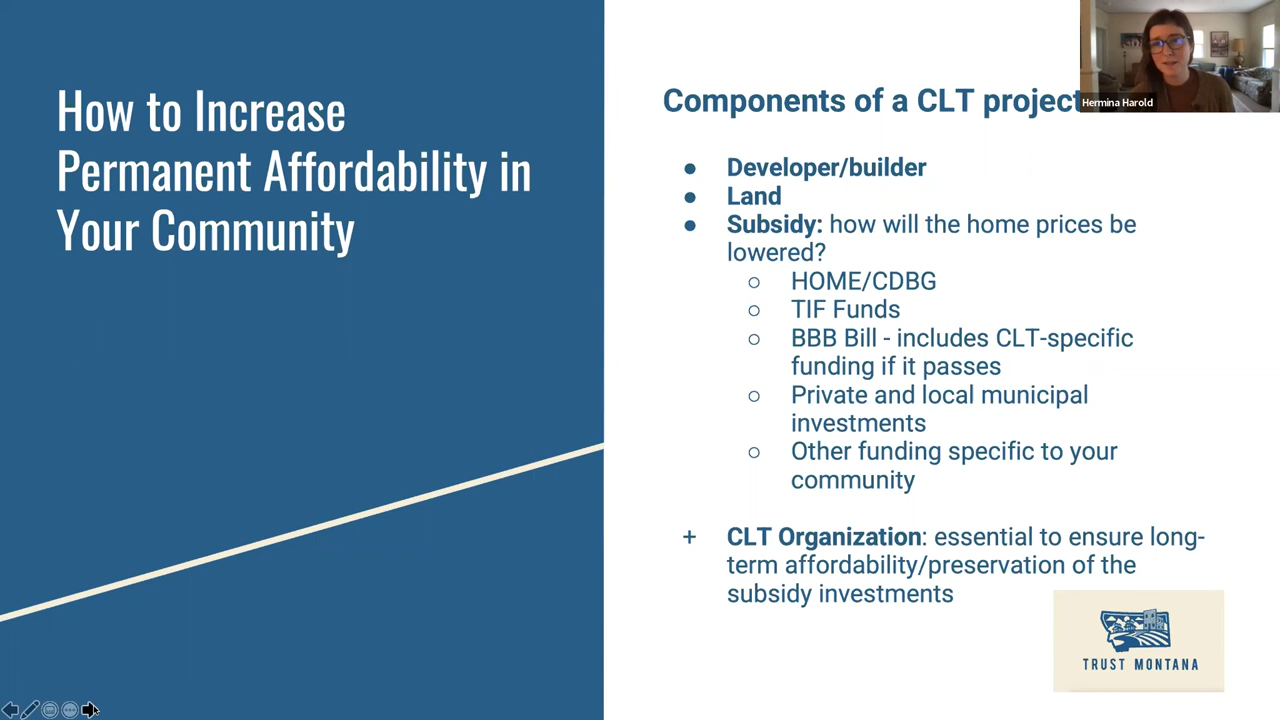 How to Increase
Permanent Affordability in
Your Community
Components of a CLT project
Hermina Harold
● Developer/builder
● Land
● Subsidy: how will the home prices be
lowered?
○ HOME/CDBG
○ TIF Funds
○ BBB Bill - includes CLT-specific
funding if it passes
○ Private and local municipal
investments
○ Other funding specific to your
community
+ CLT Organization: essential to ensure long-
term affordability/preservation of the
subsidy investments
TRUST MONTANA